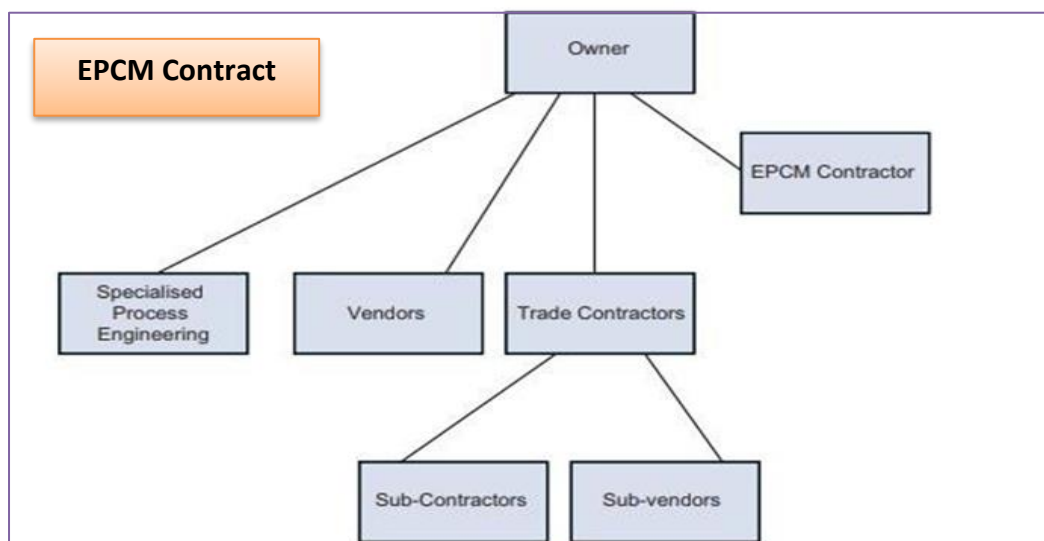 EPCM Contract
Owner
EPCM Contractor
Specialised
Process
Engineering
Vendors
Trade Contractors
Sub-Contractors
Sub-vendors